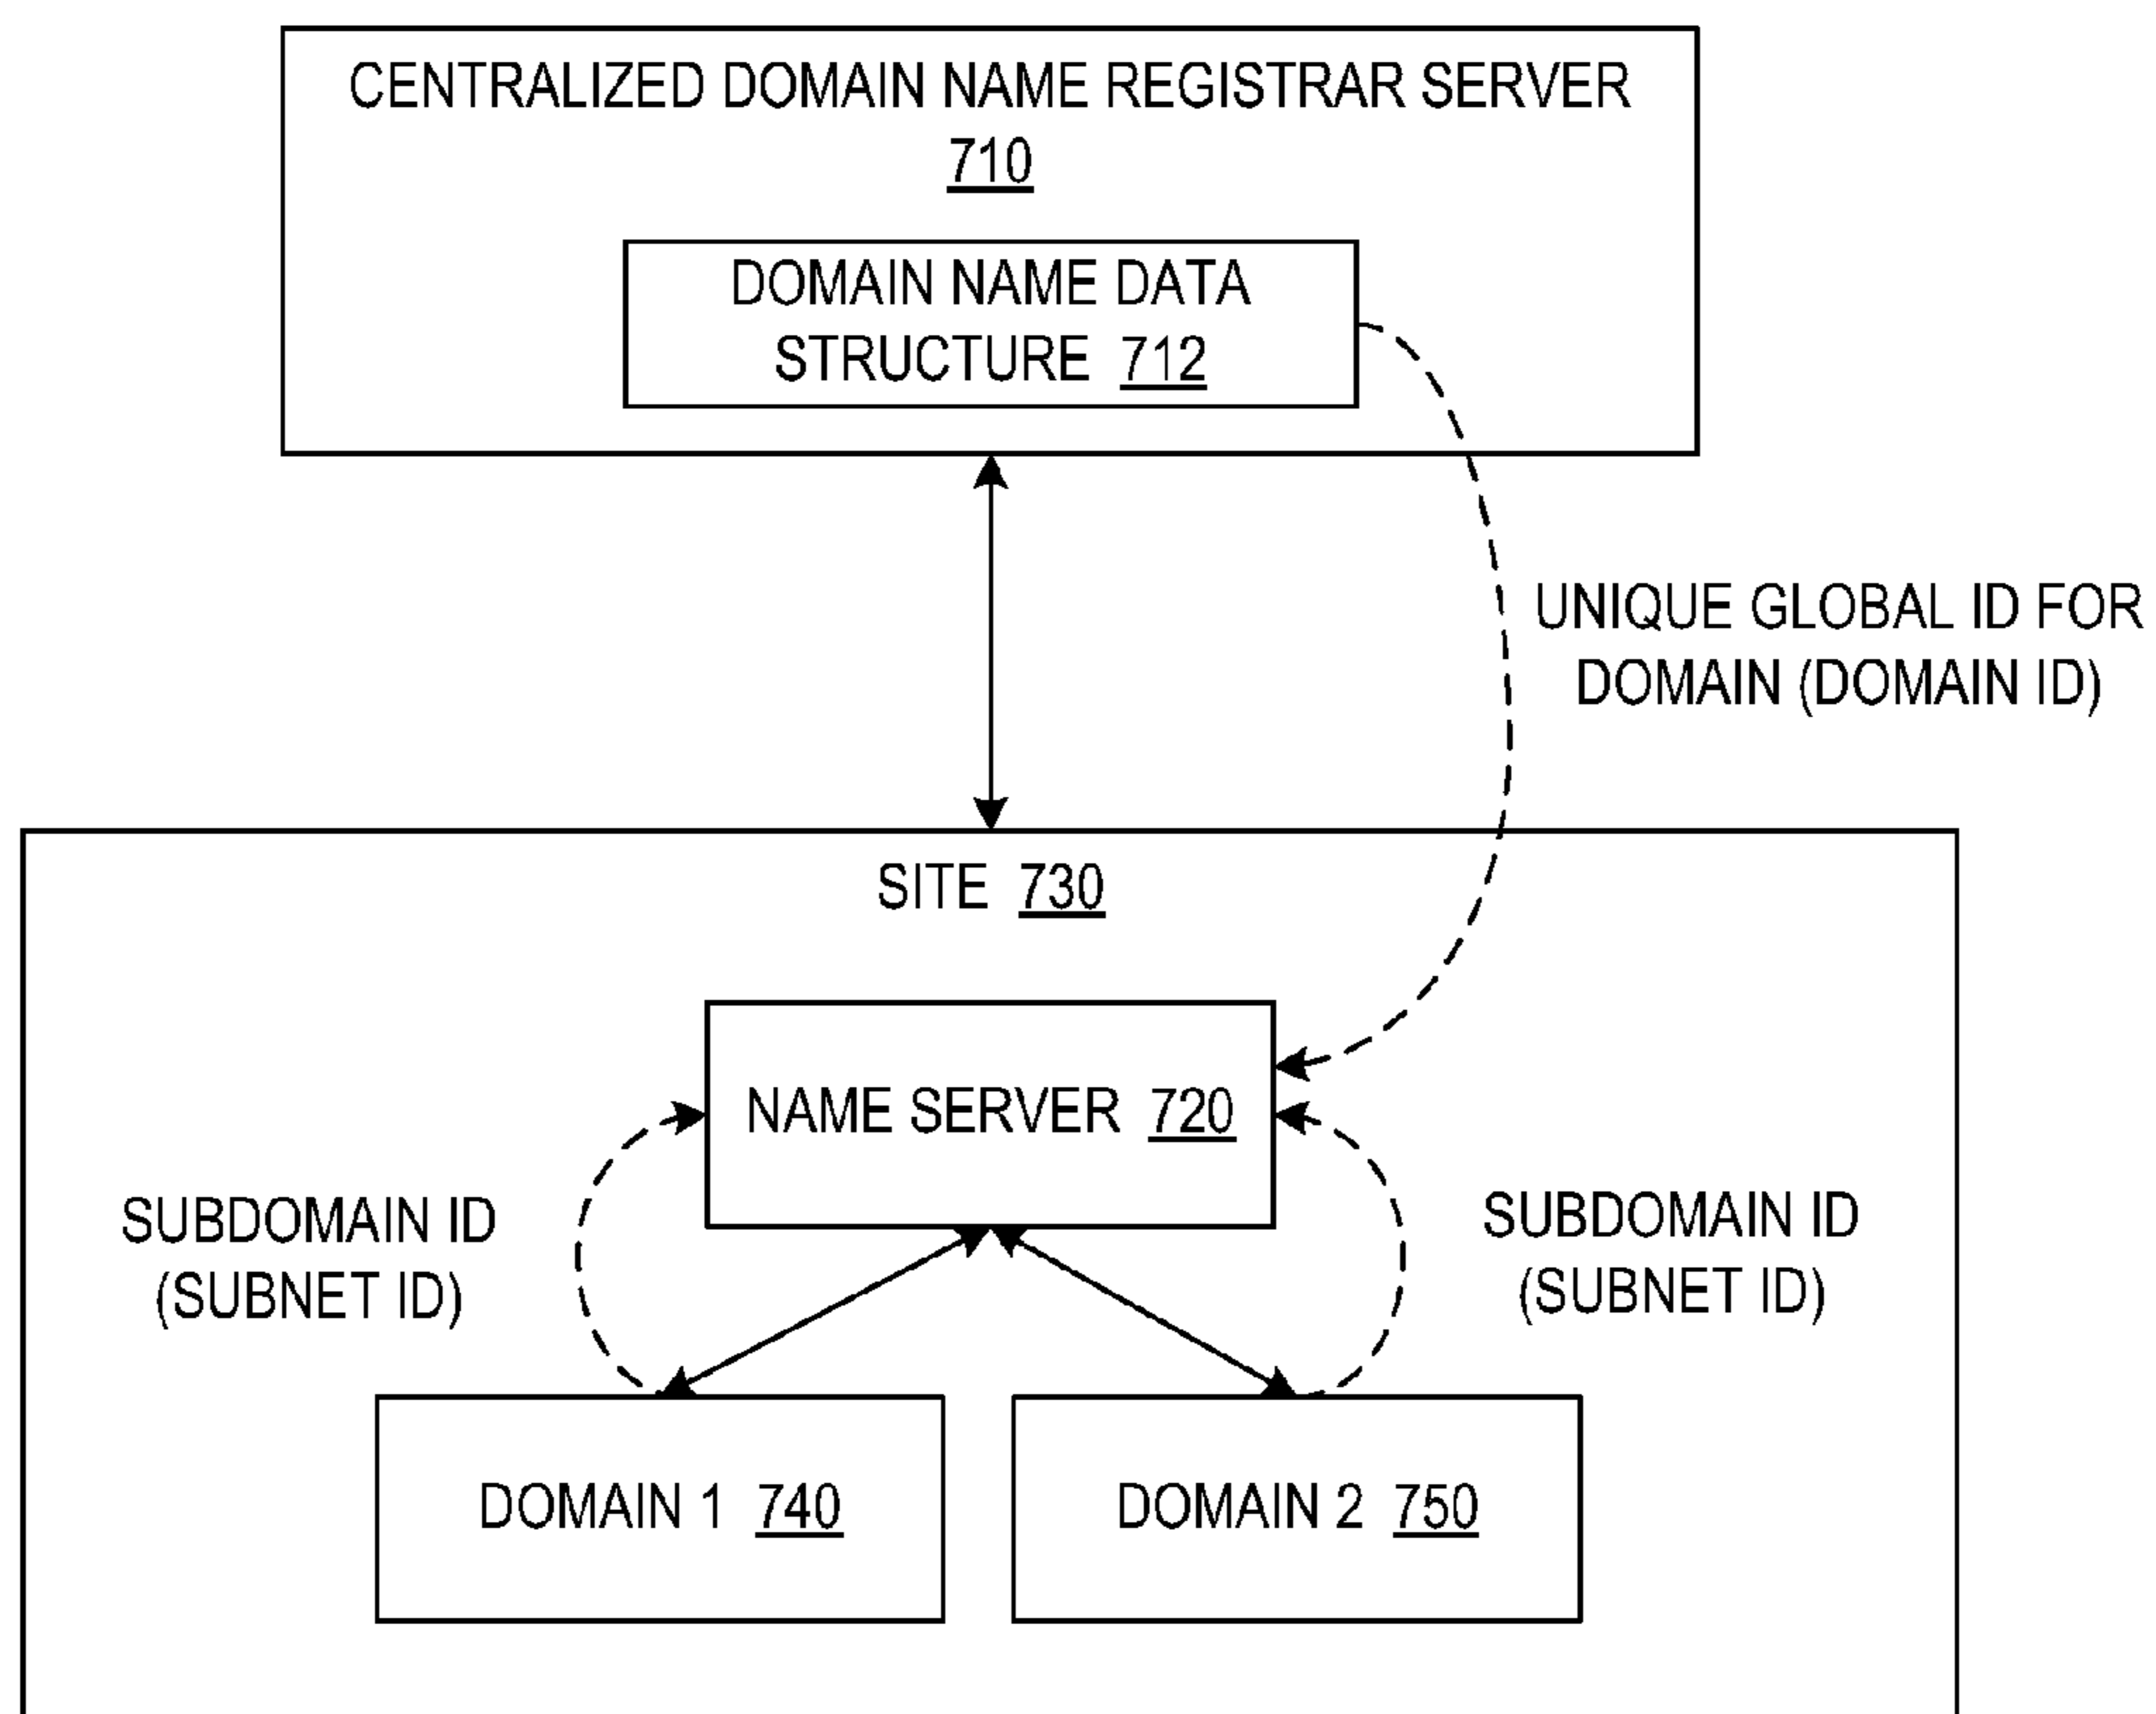 CENTRALIZED DOMAIN NAME REGISTRAR SERVER
710
DOMAIN NAME DATA
STRUCTURE 712
UNIQUE GLOBAL ID FOR
DOMAIN (DOMAIN ID)
SITE 730
NAME SERVER 720
SUBDOMAIN ID
(SUBNET ID)
SUBDOMAIN ID
(SUBNET ID)
DOMAIN 1 740
DOMAIN 2 750